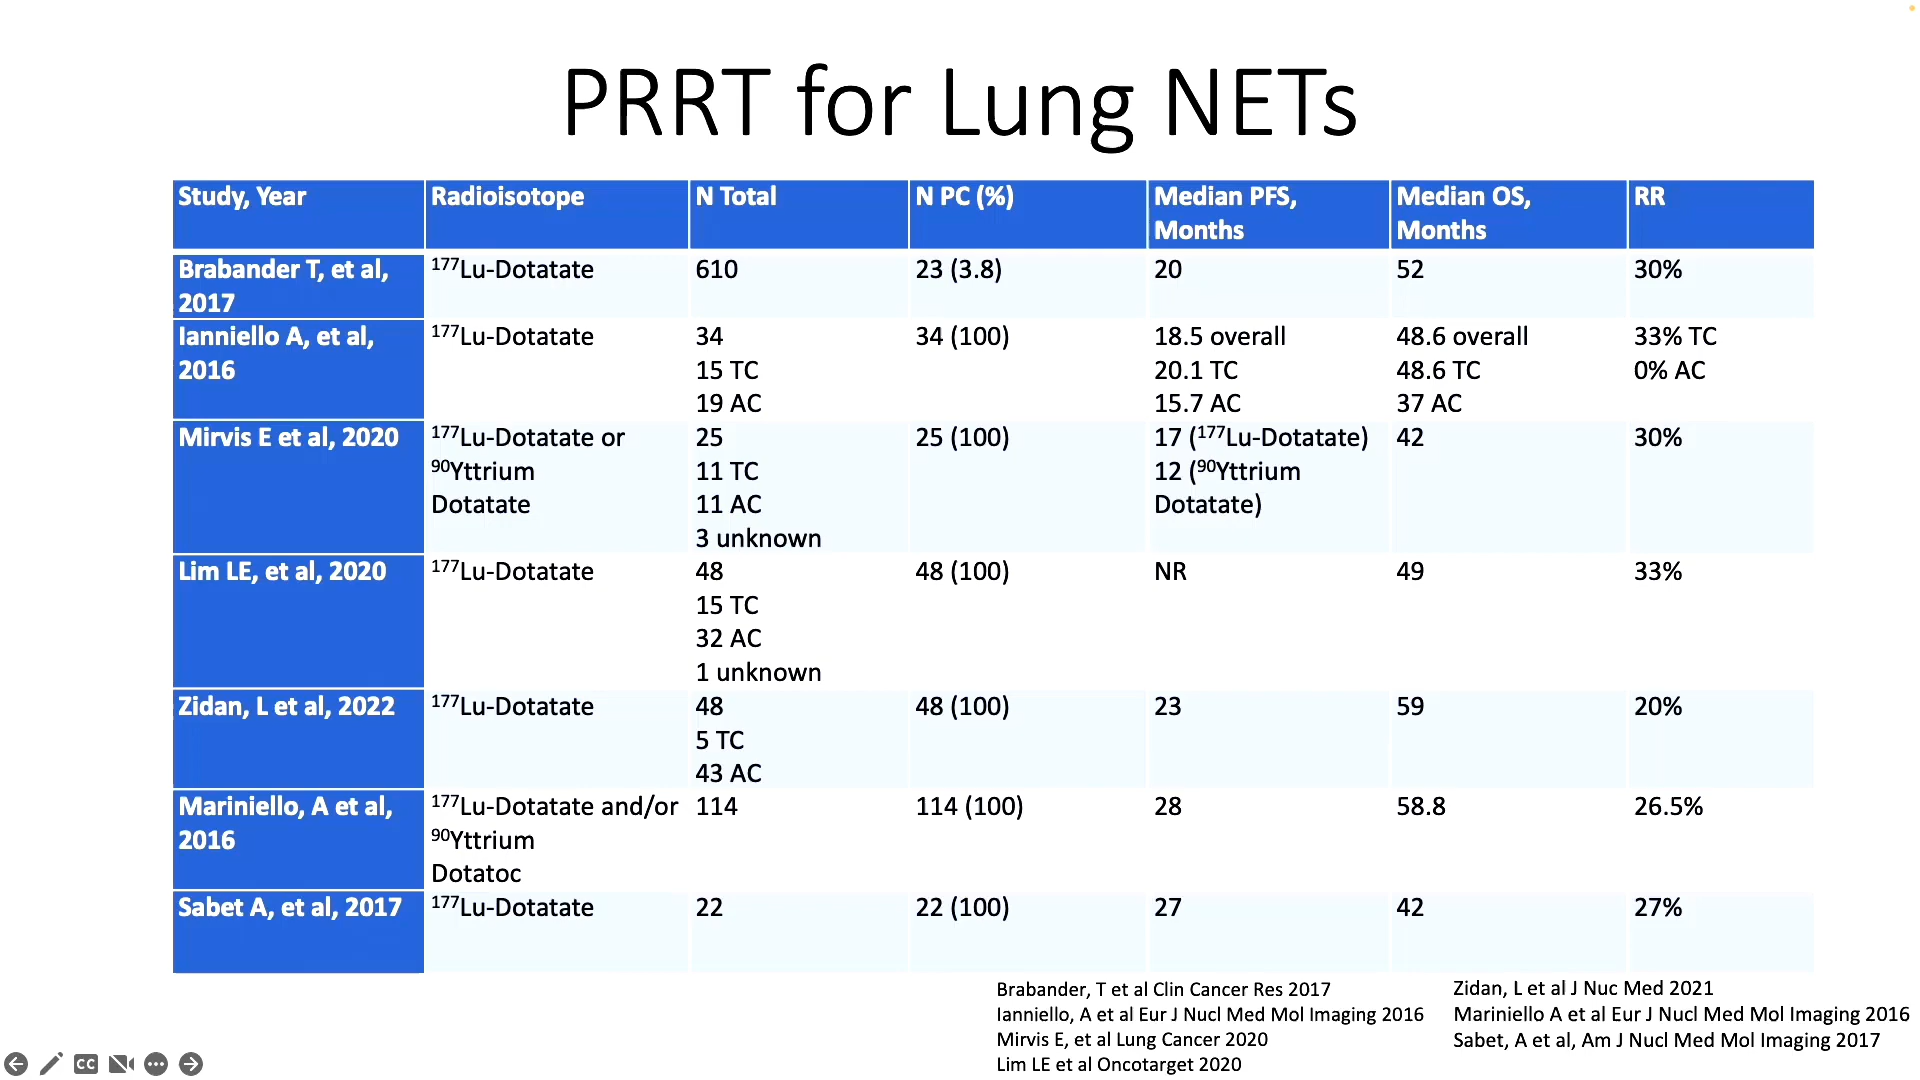 PRRT for Lung NETs
Study, Year
Radioisotope
N Total
N PC (%)
Median PFS,
Months
Median OS,
Months
RR
Brabander T, et al,
2017
¹⁷⁷Lu-Dotatate
610
23 (3.8)
20
52
30%
Ianniello A, et al,
2016
¹⁷⁷Lu-Dotatate
34
15 TC
19 AC
34 (100)
18.5 overall
20.1 TC
15.7 AC
48.6 overall
48.6 TC
37 AC
33% TC
0% AC
Mirvis E et al, 2020
¹⁷⁷Lu-Dotatate or
⁹⁰Yttrium
Dotatate
25
11 TC
11 AC
3 unknown
25 (100)
17 (¹⁷⁷Lu-Dotatate)
12 (⁹⁰Yttrium
Dotatate)
42
30%
Lim LE, et al, 2020
¹⁷⁷Lu-Dotatate
48
15 TC
32 AC
1 unknown
48 (100)
NR
49
33%
Zidan, L et al, 2022
¹⁷⁷Lu-Dotatate
48
5 TC
43 AC
48 (100)
23
59
20%
Mariniello, A et al,
2016
¹⁷⁷Lu-Dotatate and/or
⁹⁰Yttrium
Dotatoc
114
114 (100)
28
58.8
26.5%
Sabet A, et al, 2017
¹⁷⁷Lu-Dotatate
22
22 (100)
27
42
27%
Brabander, T et al Clin Cancer Res 2017
Ianniello, A et al Eur J Nucl Med Mol Imaging 2016
Mirvis E, et al Lung Cancer 2020
Lim LE et al Oncotarget 2020
Zidan, L et al J Nuc Med 2021
Mariniello A et al Eur J Nucl Med Mol Imaging 2016
Sabet, A et al, Am J Nucl Med Mol Imaging 2017
CC